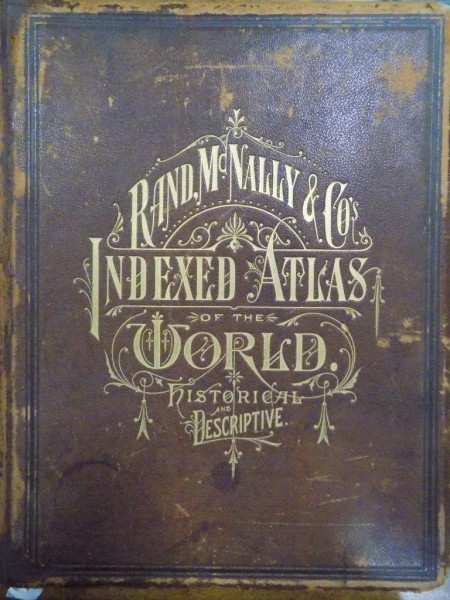 RAND, McNALLY & Co's
INDEXED ATLAS
OF THE
WORLD.
HISTORICAL
AND
DESCRIPTIVE.